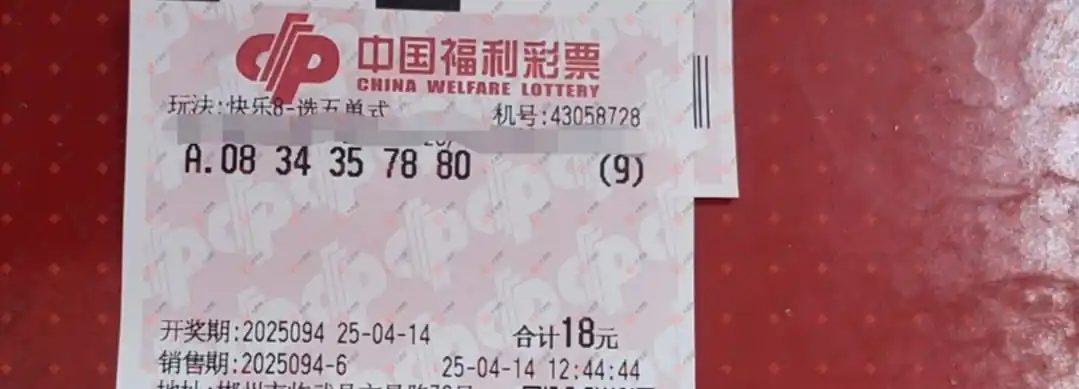 中国福利彩票
CHINA WELFARE LOTTERY
玩法:快乐8-选五单式 机号:43058728
A.08 34 35 78 80 (9)
开奖期:2025094 25-04-14 合计18元
销售期:2025094-6 25-04-14 12:44:44